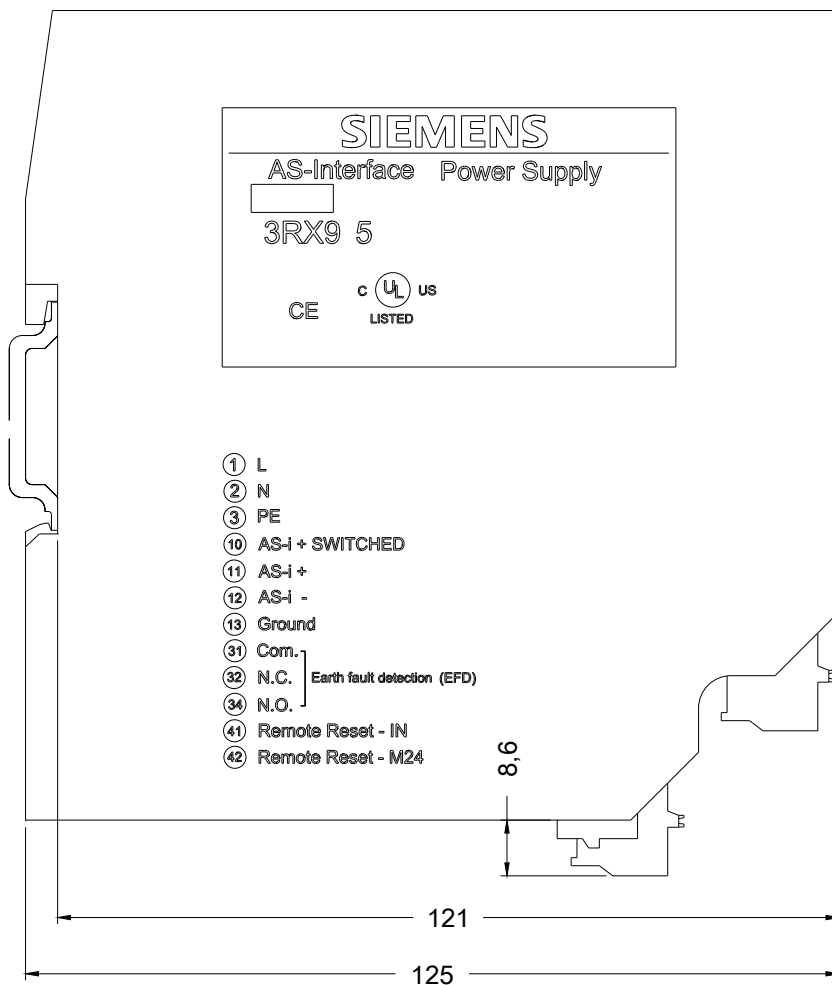 SIEMENS
AS-Interface Power Supply
3RX9 5
C UL US
CE
LISTED
1 L
2 N
3 PE
10 AS-i + SWITCHED
11 AS-i +
12 AS-i -
13 Ground
31 Com.
32 N.C. Earth fault detection (EFD)
34 N.O.
41 Remote Reset - IN
42 Remote Reset - M24
8,6
121
125